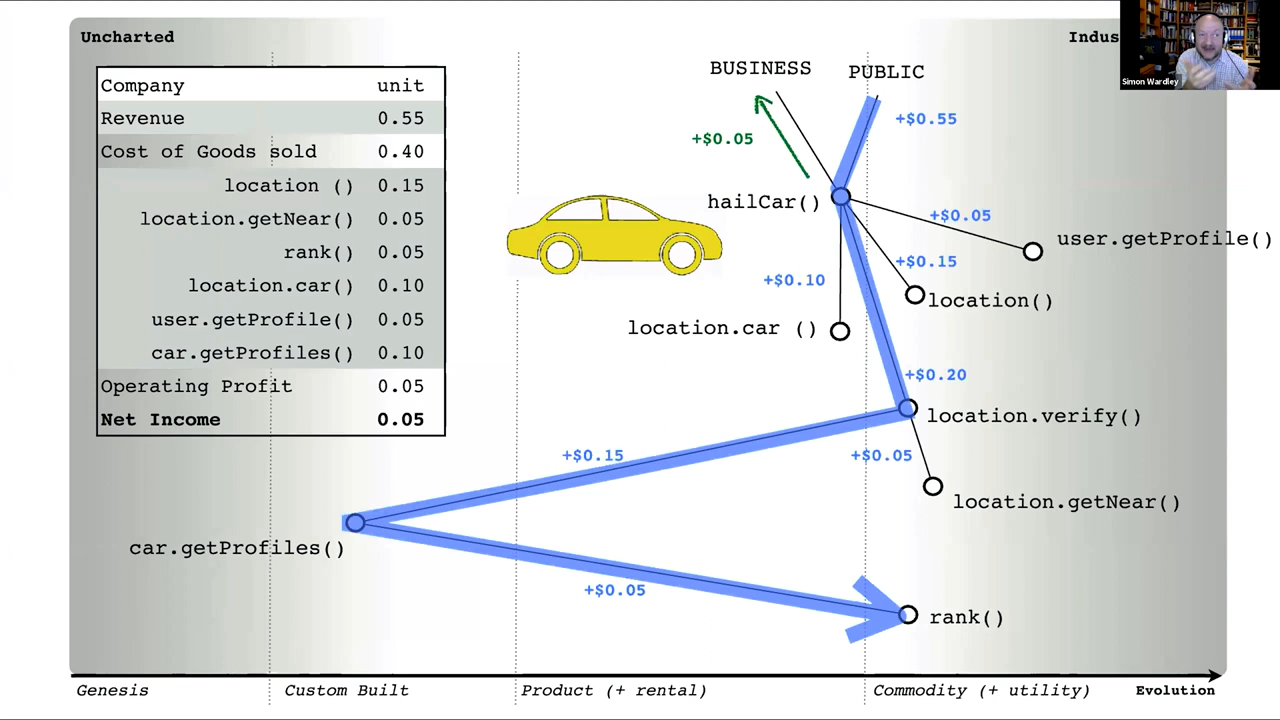 Uncharted
Indus
Simon Wardley
Company unit
Revenue 0.55
Cost of Goods sold 0.40
location () 0.15
location.getNear() 0.05
rank() 0.05
location.car() 0.10
user.getProfile() 0.05
car.getProfiles() 0.10
Operating Profit 0.05
Net Income 0.05
BUSINESS
PUBLIC
+$0.55
+$0.05
hailCar()
+$0.05
user.getProfile()
+$0.15
+$0.10
location()
location.car ()
+$0.20
location.verify()
+$0.15
+$0.05
location.getNear()
car.getProfiles()
+$0.05
rank()
Genesis
Custom Built
Product (+ rental)
Commodity (+ utility)
Evolution